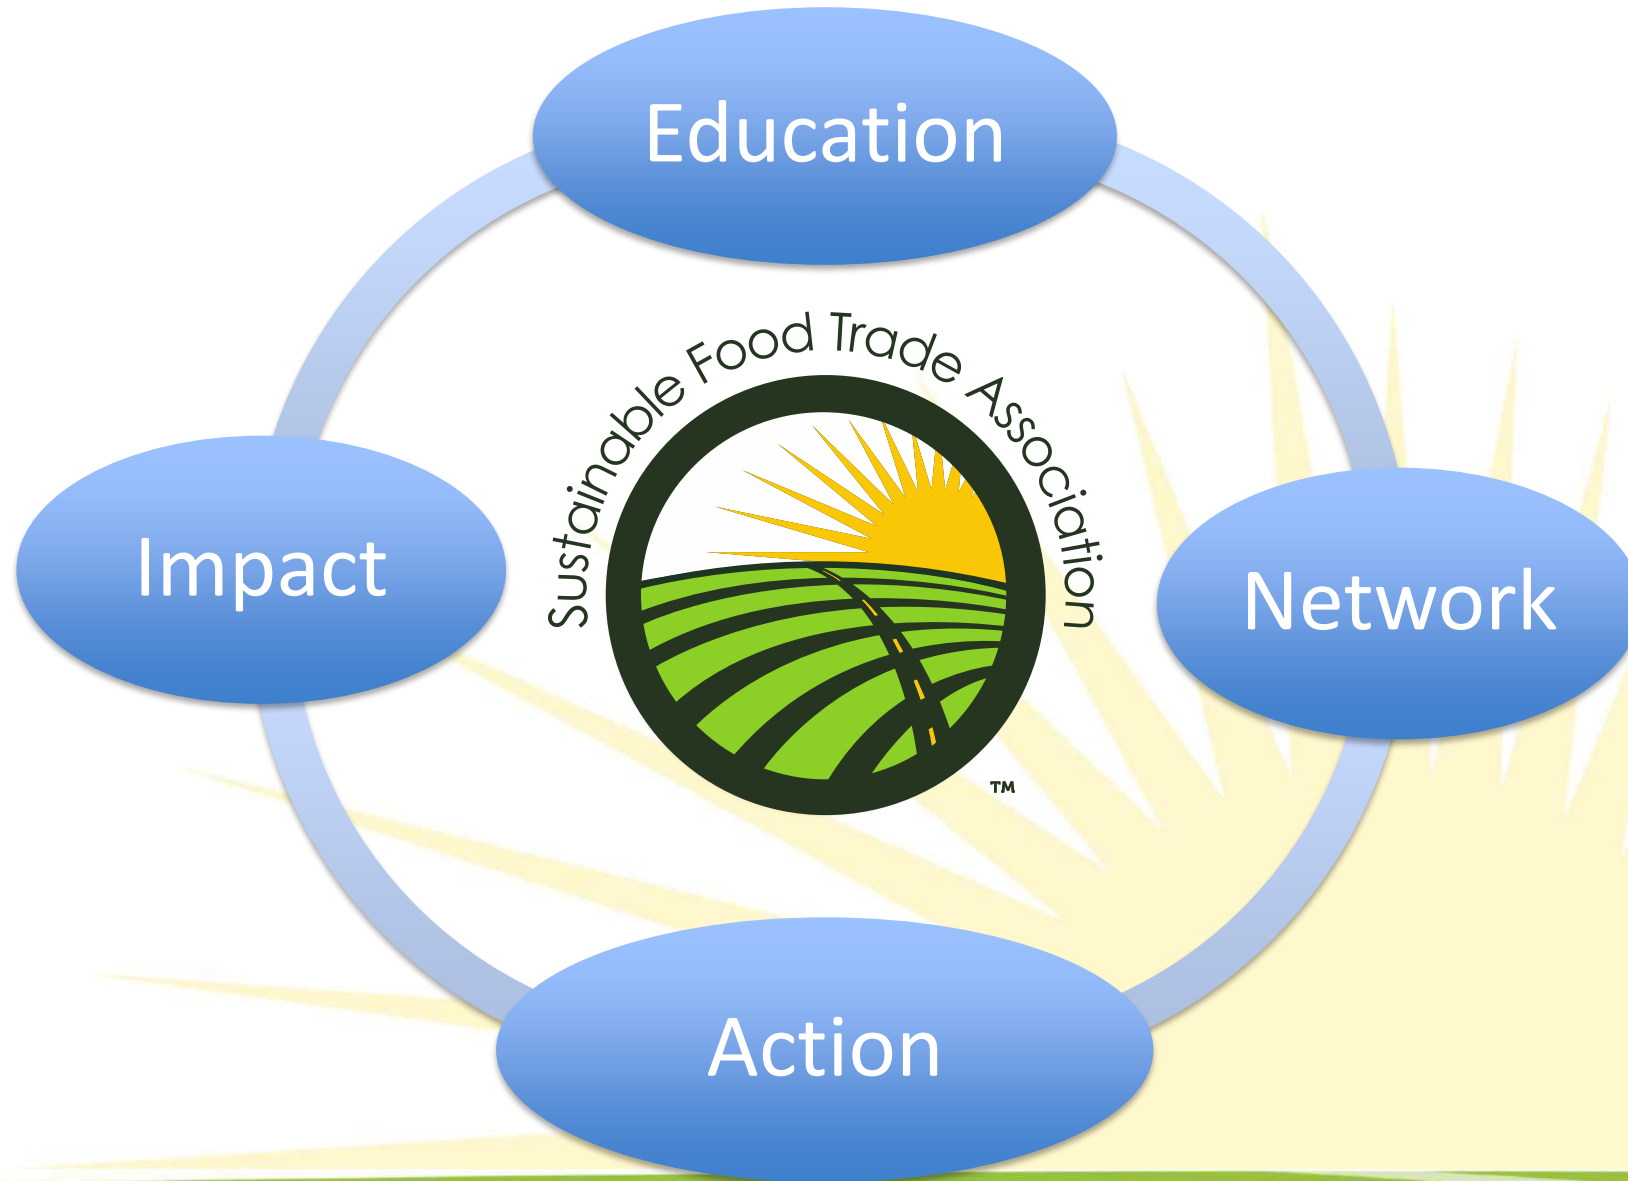 Education
Sustainable Food Trade Association
Impact
Network
TM
Action